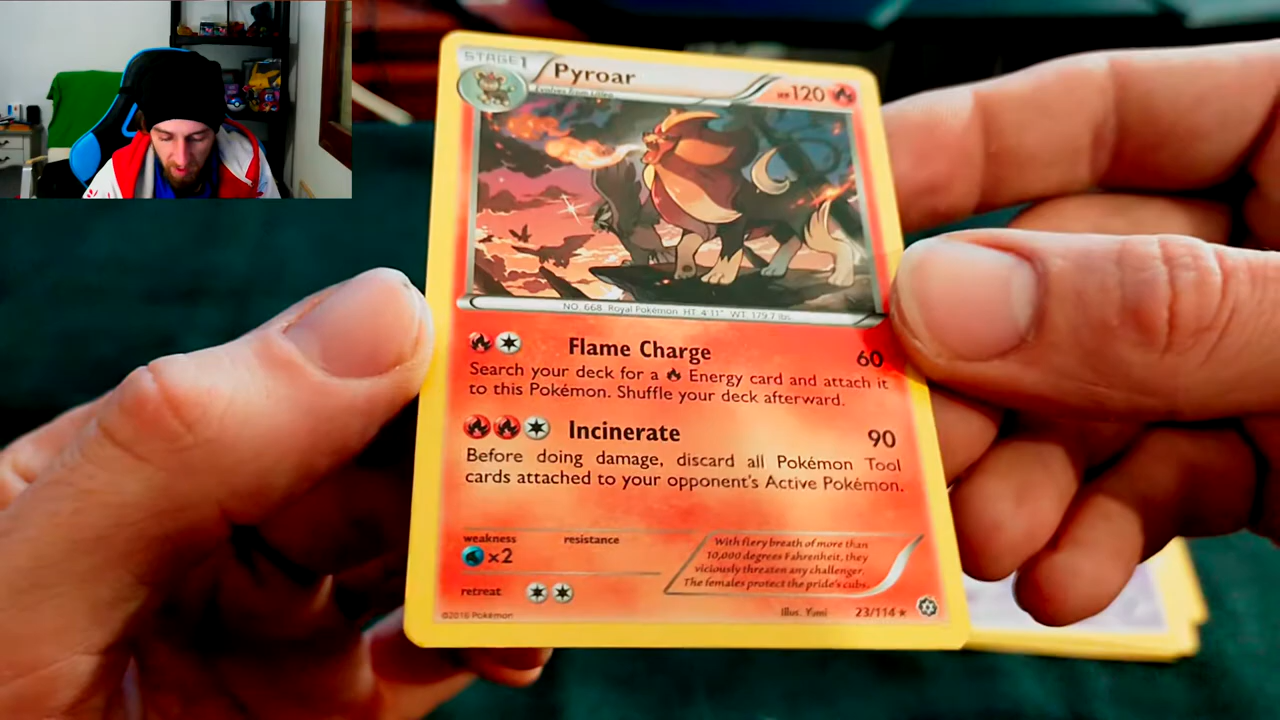 STAGE 1
Pyroar
Evolves from Litleo
HP 120
NO. 668 Royal Pokémon HT. 4'11" WT. 179.7 lbs.
Flame Charge 60
Search your deck for a Energy card and attach it
to this Pokémon. Shuffle your deck afterward.
Incinerate 90
Before doing damage, discard all Pokémon Tool
cards attached to your opponent's Active Pokémon.
weakness resistance
×2
With fiery breath of more than
10,000 degrees Fahrenheit, they
viciously threaten any challenger.
The females protect the pride's cubs.
retreat
©2016 Pokémon
Illus. Yumi 23/114 ★